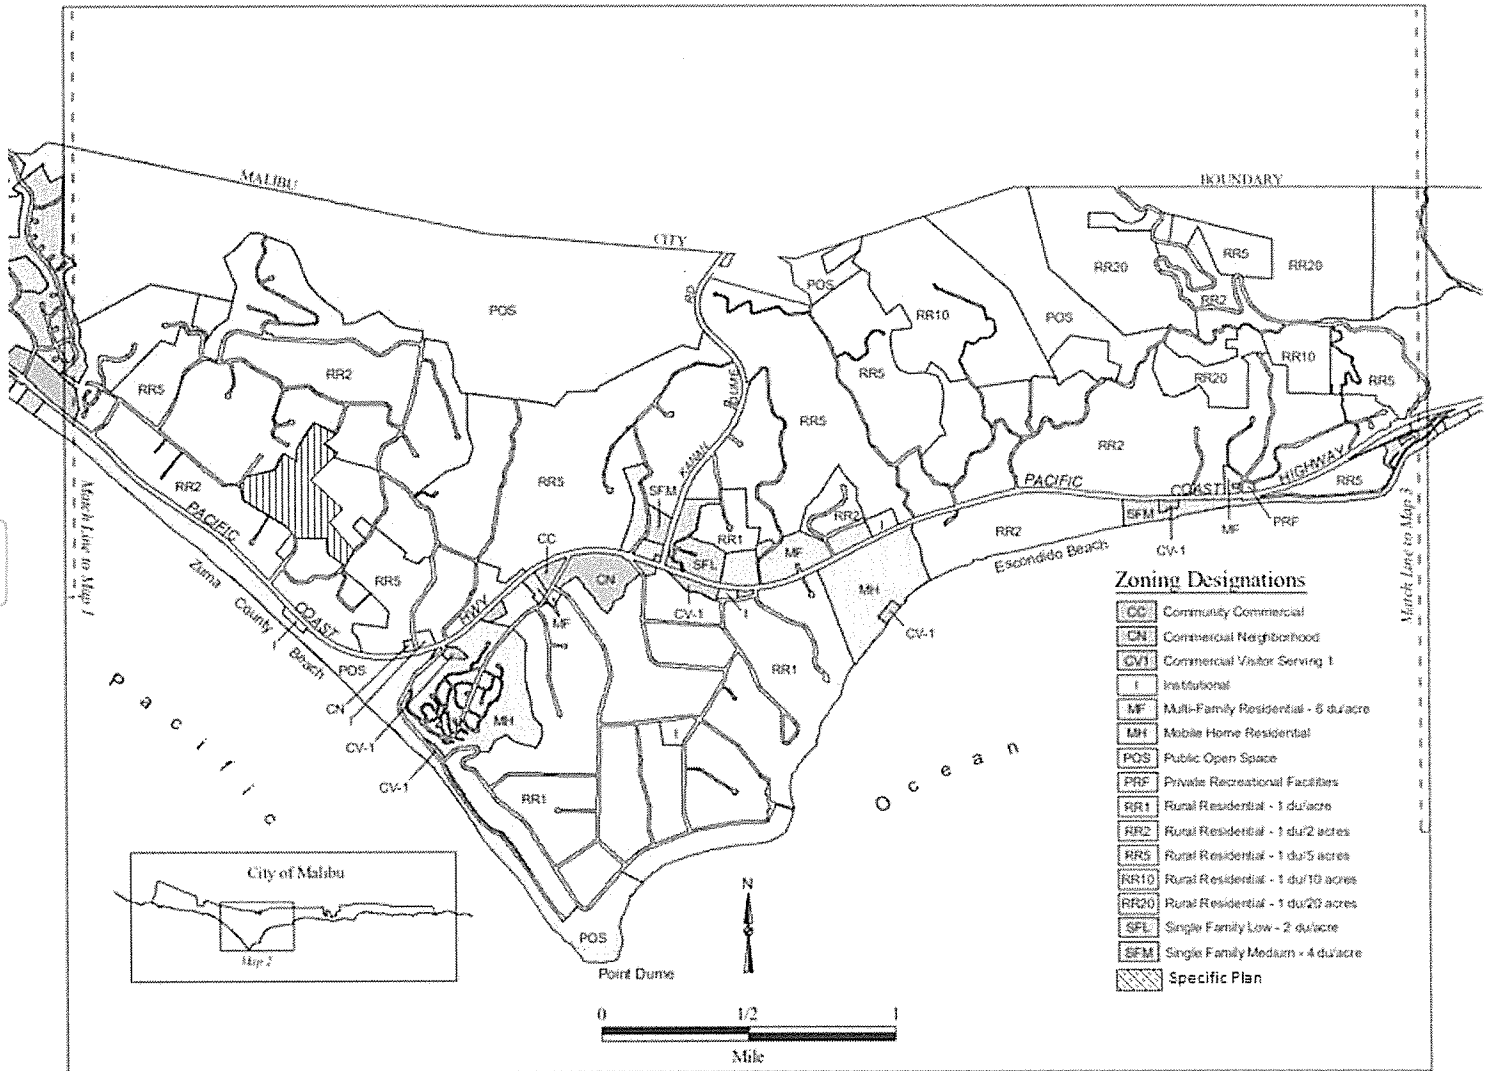 MALIBU
CITY
BOUNDARY
POS
POS
RR10
POS
RR20
RR5
RR20
RR2
RR5
RR2
RR5
RR10
RR20
RR5
KANAN DUME RD
RR5
RR2
RR2
RR5
SFM
RR1
RR2
I
MF
SFL
PACIFIC COAST HIGHWAY
RR5
RR2
SFM
CV-1
MF
PRF
Escondido Beach
PACIFIC COAST HWY
Zuma County Beach
RR5
CC
CN
MF
CV-1
I
MH
CV-1
RR1
POS
CN
I
CV-1
MH
CV-1
I
RR1
POS
Point Dume
Pacific
Ocean
Match Line to Map 1
Match Line to Map 3
Zoning Designations
CC Community Commercial
CN Commercial Neighborhood
CV1 Commercial Visitor Serving 1
I Institutional
MF Multi-Family Residential - 6 du/acre
MH Mobile Home Residential
POS Public Open Space
PRF Private Recreational Facilities
RR1 Rural Residential - 1 du/acre
RR2 Rural Residential - 1 du/2 acres
RR5 Rural Residential - 1 du/5 acres
RR10 Rural Residential - 1 du/10 acres
RR20 Rural Residential - 1 du/20 acres
SFL Single Family Low - 2 du/acre
SFM Single Family Medium - 4 du/acre
Specific Plan
City of Malibu
Map 2
N
0 1/2 1
Mile